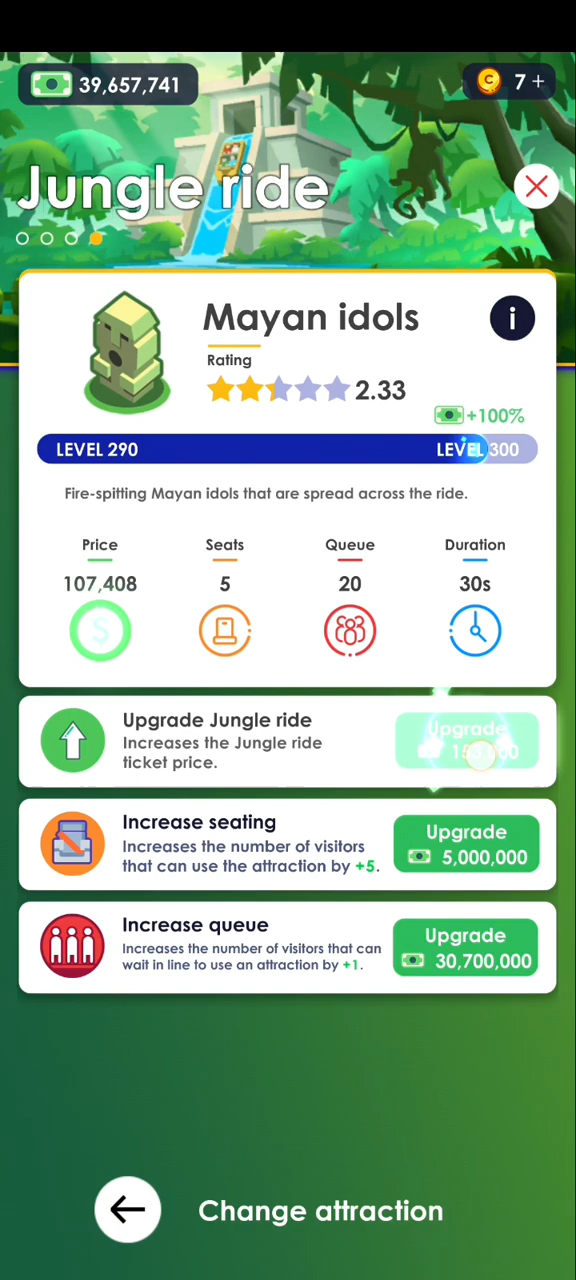 39,657,741
7 +
Jungle ride
Mayan idols
i
Rating
2.33
+100%
LEVEL 290
LEVEL 300
Fire-spitting Mayan idols that are spread across the ride.
Price
Seats
Queue
Duration
107,408
5
20
30s
Upgrade Jungle ride
Increases the Jungle ride
ticket price.
Upgrade
Increase seating
Increases the number of visitors
that can use the attraction by +5.
Upgrade
5,000,000
Increase queue
Increases the number of visitors that can
wait in line to use an attraction by +1.
Upgrade
30,700,000
Change attraction